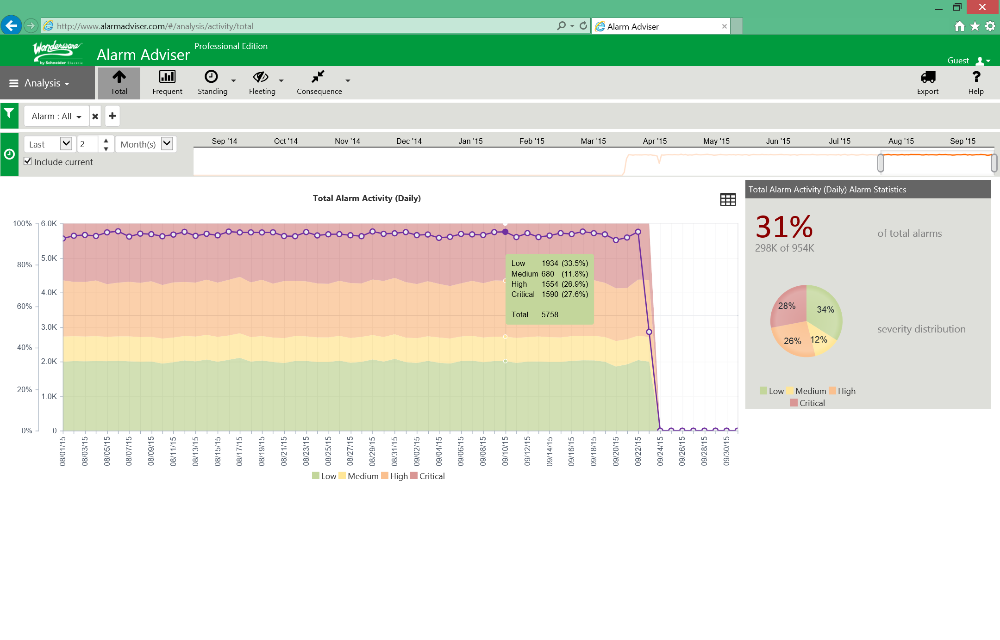 http://www.alarmadviser.com/#/analysis/activity/total
Alarm Adviser
Wonderware
by Schneider Electric
Alarm Adviser
Professional Edition
Guest
Analysis
Total
Frequent
Standing
Fleeting
Consequence
Export
Help
Alarm : All
Last
2
Month(s)
Include current
Sep '14
Oct '14
Nov '14
Dec '14
Jan '15
Feb '15
Mar '15
Apr '15
May '15
Jun '15
Jul '15
Aug '15
Sep '15
Total Alarm Activity (Daily)
100%
80%
60%
40%
20%
0%
6.0K
5.0K
4.0K
3.0K
2.0K
1.0K
0
Low 1934 (33.5%)
Medium 680 (11.8%)
High 1554 (26.9%)
Critical 1590 (27.6%)
Total 5758
08/01/15
08/03/15
08/05/15
08/07/15
08/09/15
08/11/15
08/13/15
08/15/15
08/17/15
08/19/15
08/21/15
08/23/15
08/25/15
08/27/15
08/29/15
08/31/15
09/02/15
09/04/15
09/06/15
09/08/15
09/10/15
09/12/15
09/14/15
09/16/15
09/18/15
09/20/15
09/22/15
09/24/15
09/26/15
09/28/15
09/30/15
Low Medium High Critical
Total Alarm Activity (Daily) Alarm Statistics
31%
298K of 954K
of total alarms
28%
34%
26%
12%
severity distribution
Low Medium High
Critical